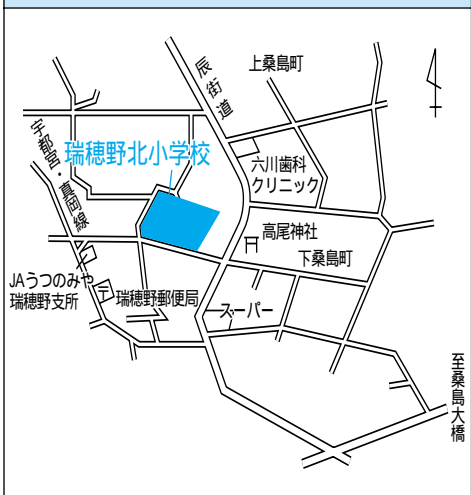 上桑島町
辰街道
宇都宮・真岡線
瑞穂野北小学校
六川歯科
クリニック
高尾神社
下桑島町
JAうつのみや
瑞穂野支所
〒
瑞穂野郵便局
スーパー
至桑島大橋